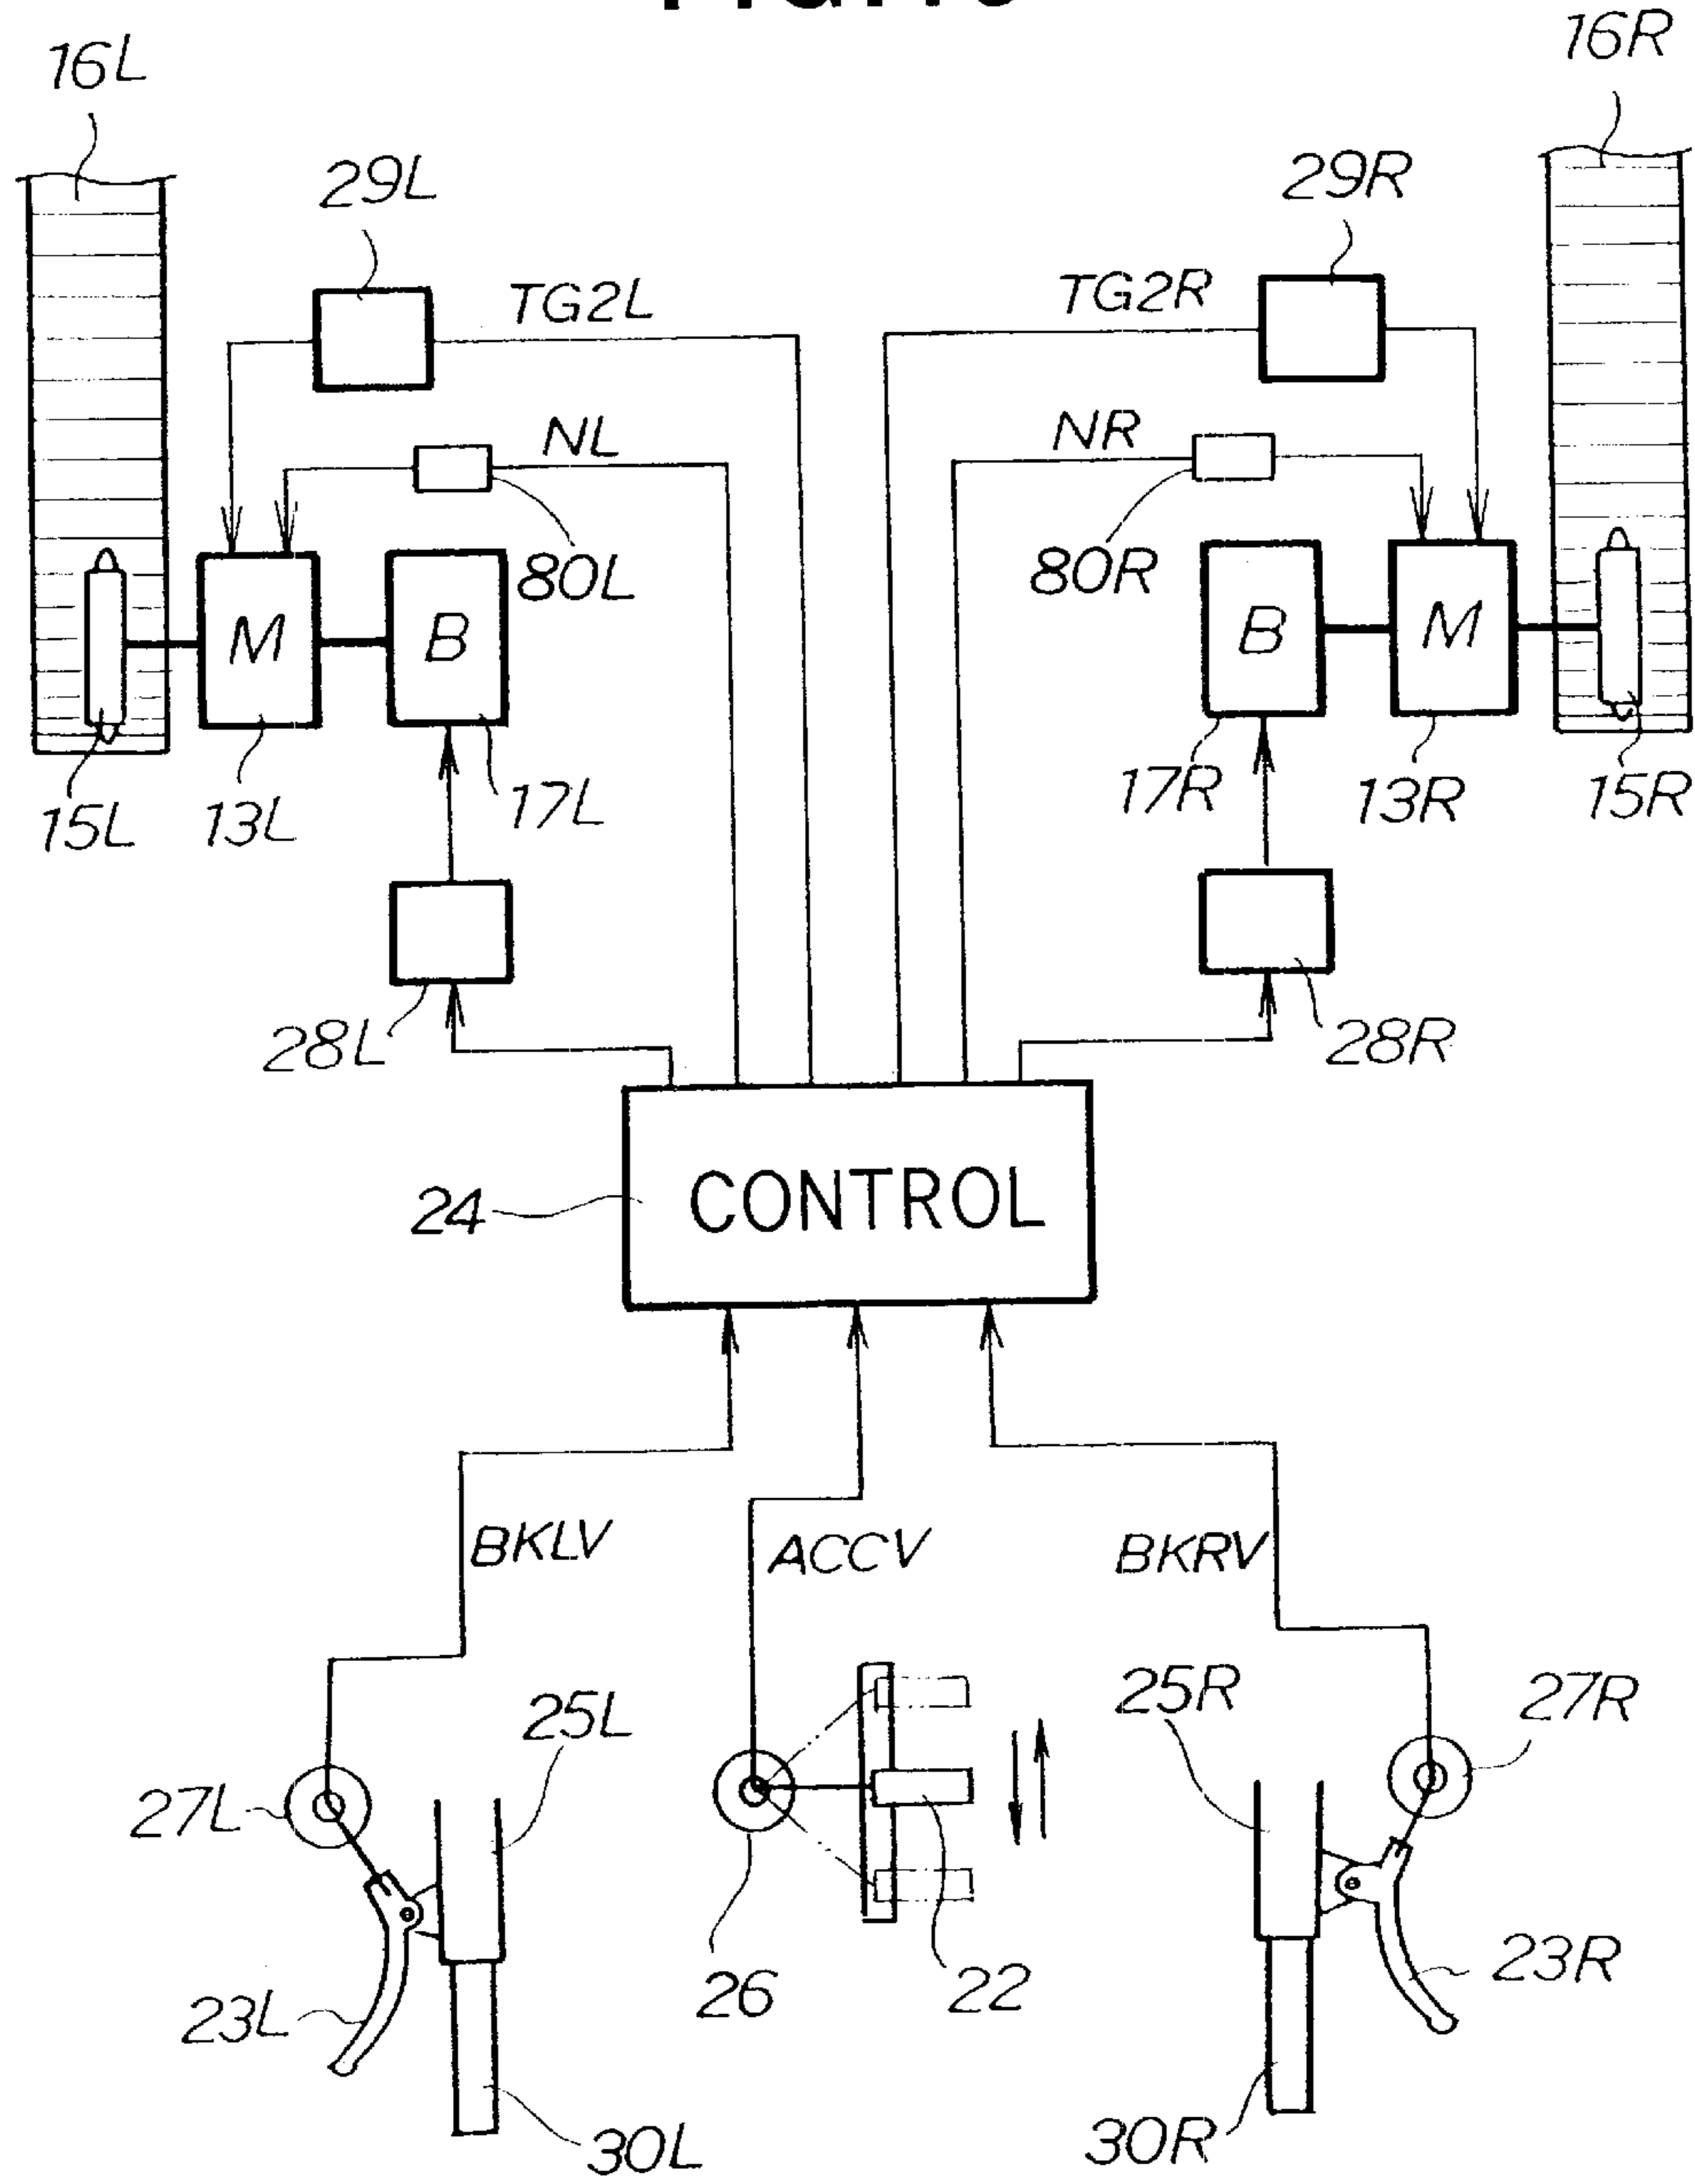 16L
16R
29L
29R
TG2L
TG2R
NL
NR
80L
80R
M
B
B
M
15L
13L
17L
17R
13R
15R
28L
28R
24
CONTROL
BKLV
ACCV
BKRV
25L
25R
27L
27R
26
22
23L
23R
30L
30R